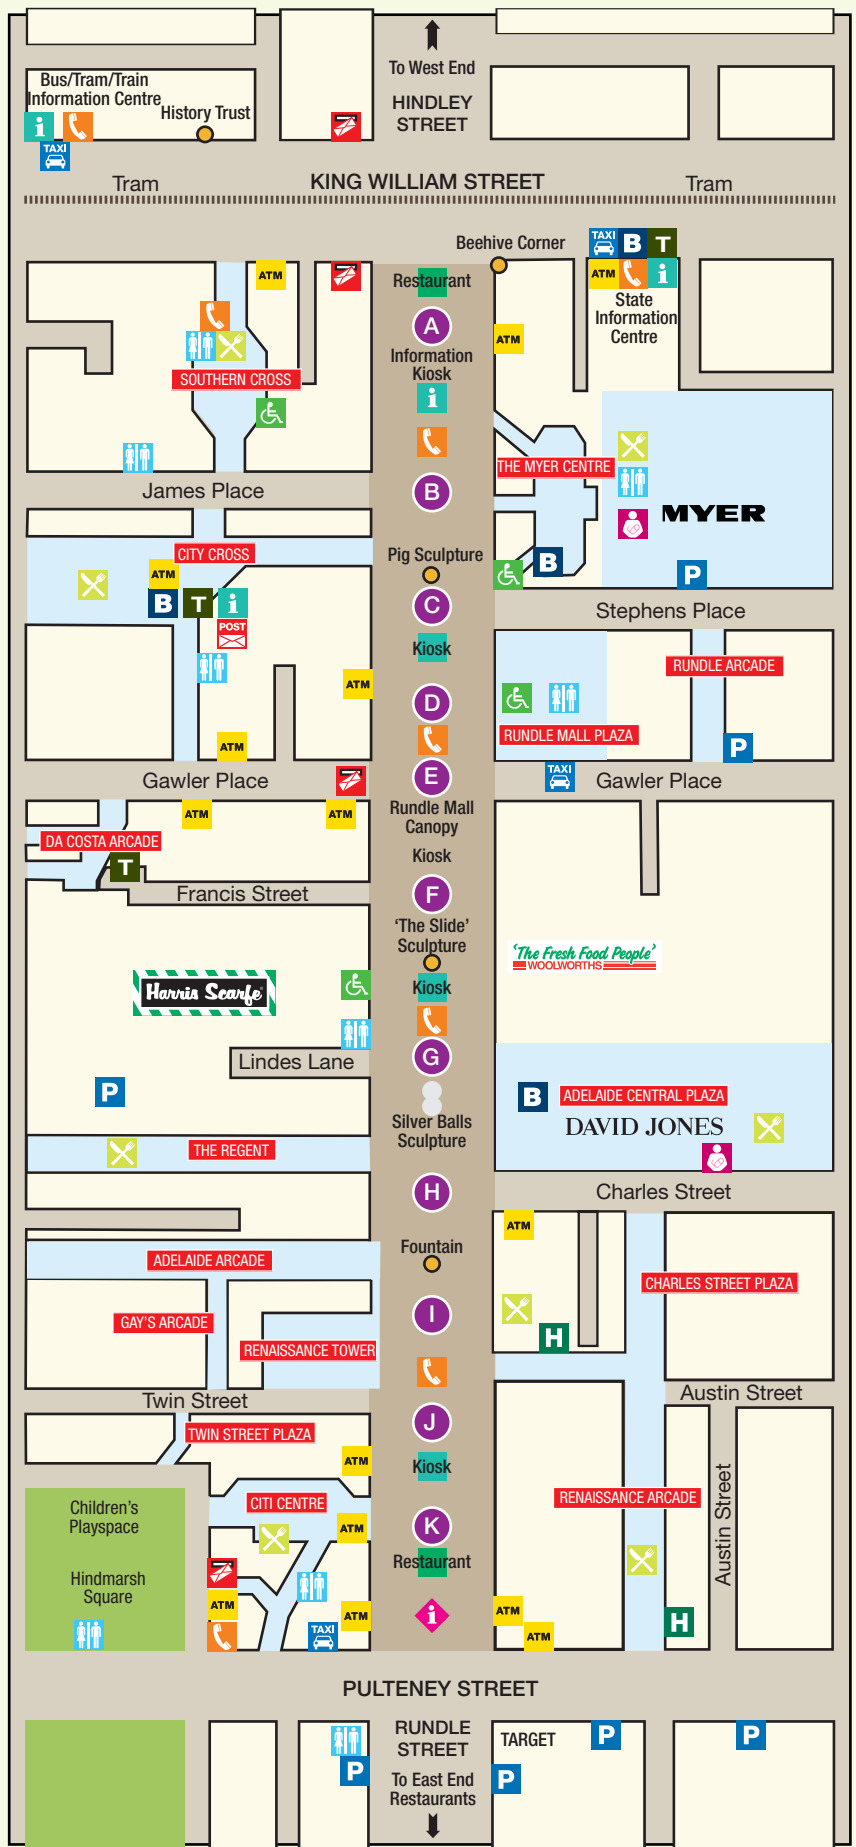 To West End
HINDLEY
STREET
Bus/Tram/Train
Information Centre
History Trust
i
TAXI
Tram
KING WILLIAM STREET
Tram
Beehive Corner
TAXI
B
T
ATM
i
State
Information
Centre
ATM
Restaurant
A
ATM
Information
Kiosk
i
SOUTHERN CROSS
B
THE MYER CENTRE
MYER
James Place
CITY CROSS
ATM
B
T
i
POST
Pig Sculpture
C
Kiosk
B
P
Stephens Place
RUNDLE ARCADE
ATM
D
RUNDLE MALL PLAZA
P
ATM
E
TAXI
Gawler Place
Gawler Place
Rundle Mall
Canopy
Kiosk
ATM
ATM
DA COSTA ARCADE
T
Francis Street
F
'The Slide'
Sculpture
Kiosk
'The Fresh Food People'
WOOLWORTHS
Harris Scarfe
G
Lindes Lane
P
Silver Balls
Sculpture
B
ADELAIDE CENTRAL PLAZA
DAVID JONES
THE REGENT
H
Charles Street
ATM
Fountain
ADELAIDE ARCADE
CHARLES STREET PLAZA
GAY'S ARCADE
I
H
RENAISSANCE TOWER
Twin Street
Austin Street
TWIN STREET PLAZA
J
ATM
Kiosk
Austin Street
CITI CENTRE
RENAISSANCE ARCADE
Children's
Playspace
ATM
K
Restaurant
Hindmarsh
Square
ATM
ATM
i
ATM
ATM
TAXI
H
PULTENEY STREET
RUNDLE
STREET
TARGET
P
P
P
P
To East End
Restaurants